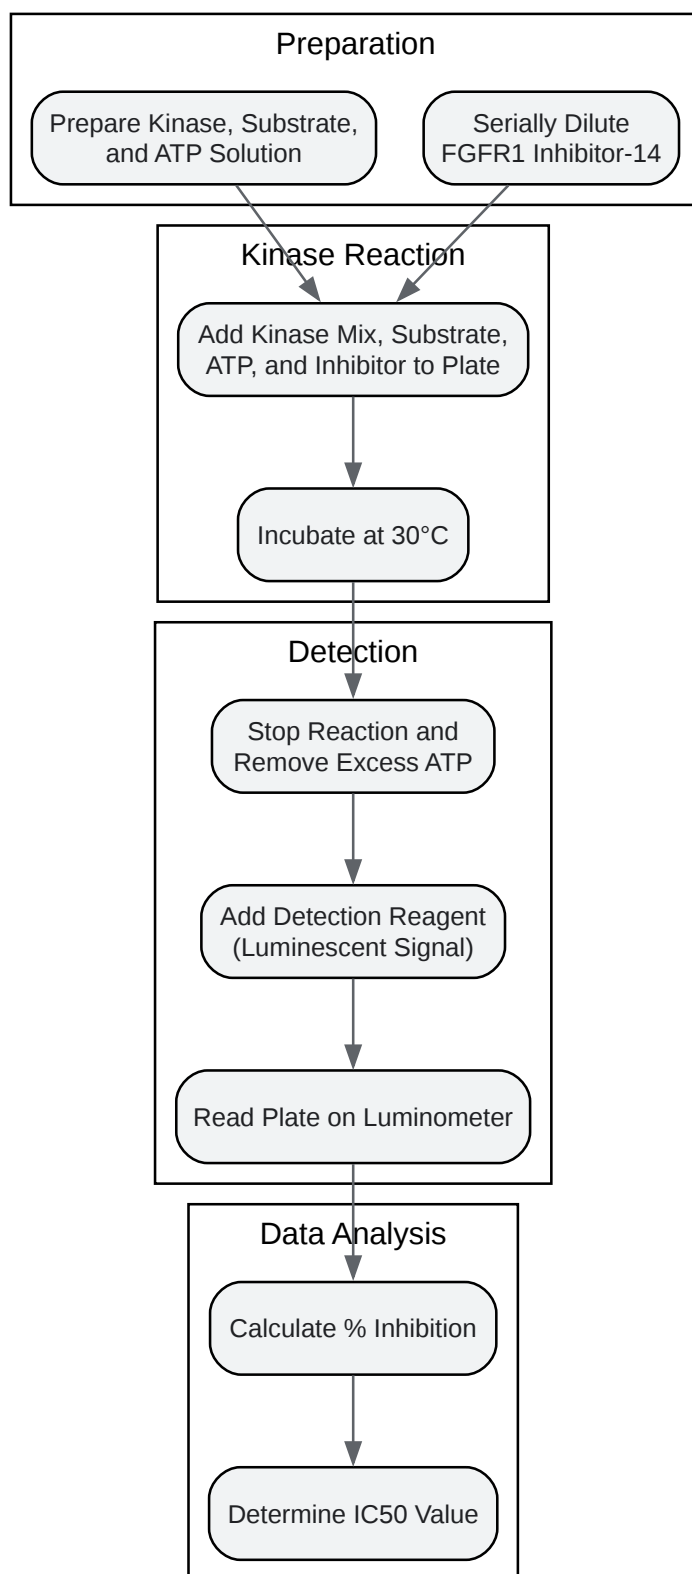 Preparation
Prepare Kinase, Substrate,
and ATP Solution
Serially Dilute
FGFR1 Inhibitor-14
Kinase Reaction
Add Kinase Mix, Substrate,
ATP, and Inhibitor to Plate
Incubate at 30°C
Detection
Stop Reaction and
Remove Excess ATP
Add Detection Reagent
(Luminescent Signal)
Read Plate on Luminometer
Data Analysis
Calculate % Inhibition
Determine IC50 Value